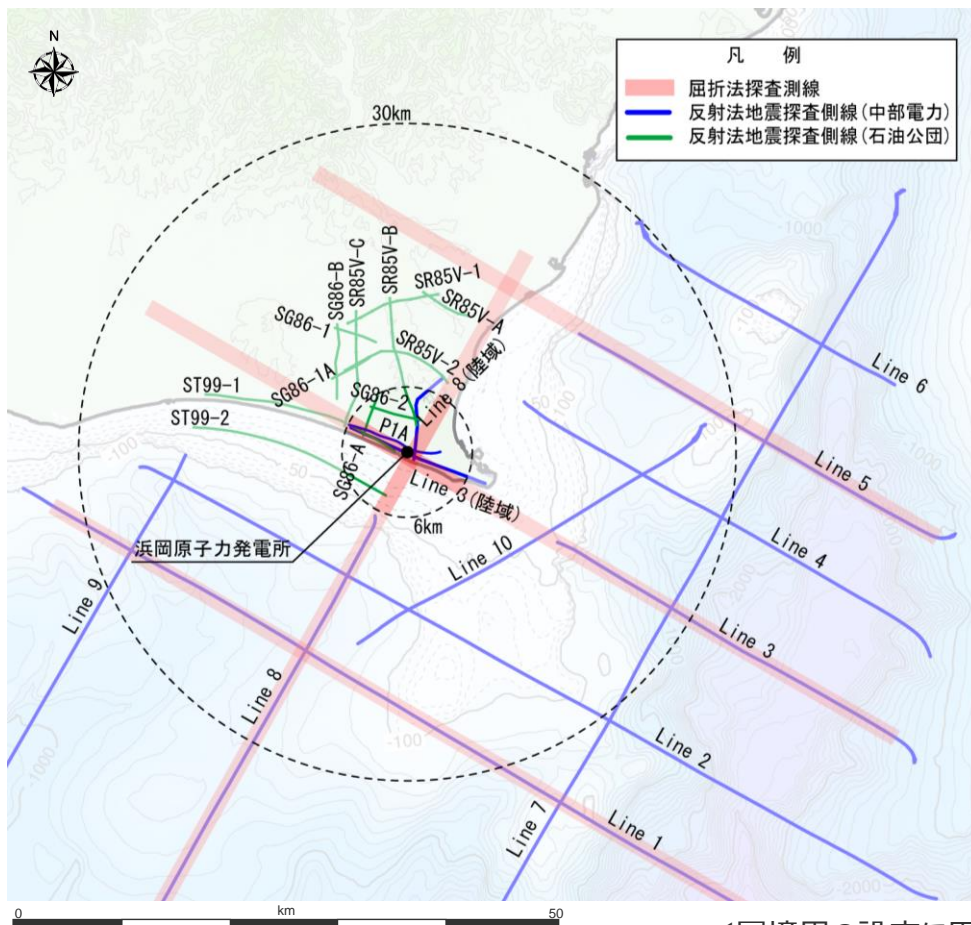 N
凡 例
屈折法探査測線
反射法地震探査側線(中部電力)
反射法地震探査側線(石油公団)
30km
-1000
SG86-B
SR85V-C
SR85V-B
SR85V-1
SR85V-A
SG86-1
SR85V-2
SG86-1A
Line 8(陸域)
Line 6
ST99-1
SG86-2
ST99-2
P1A
100
50
SG86-A
Line 3(陸域)
Line 5
6km
浜岡原子力発電所
Line 10
Line 4
Line 9
-2000
Line 3
Line 8
-1000
-100
Line 2
Line 7
Line 1
-2000
0 km 50